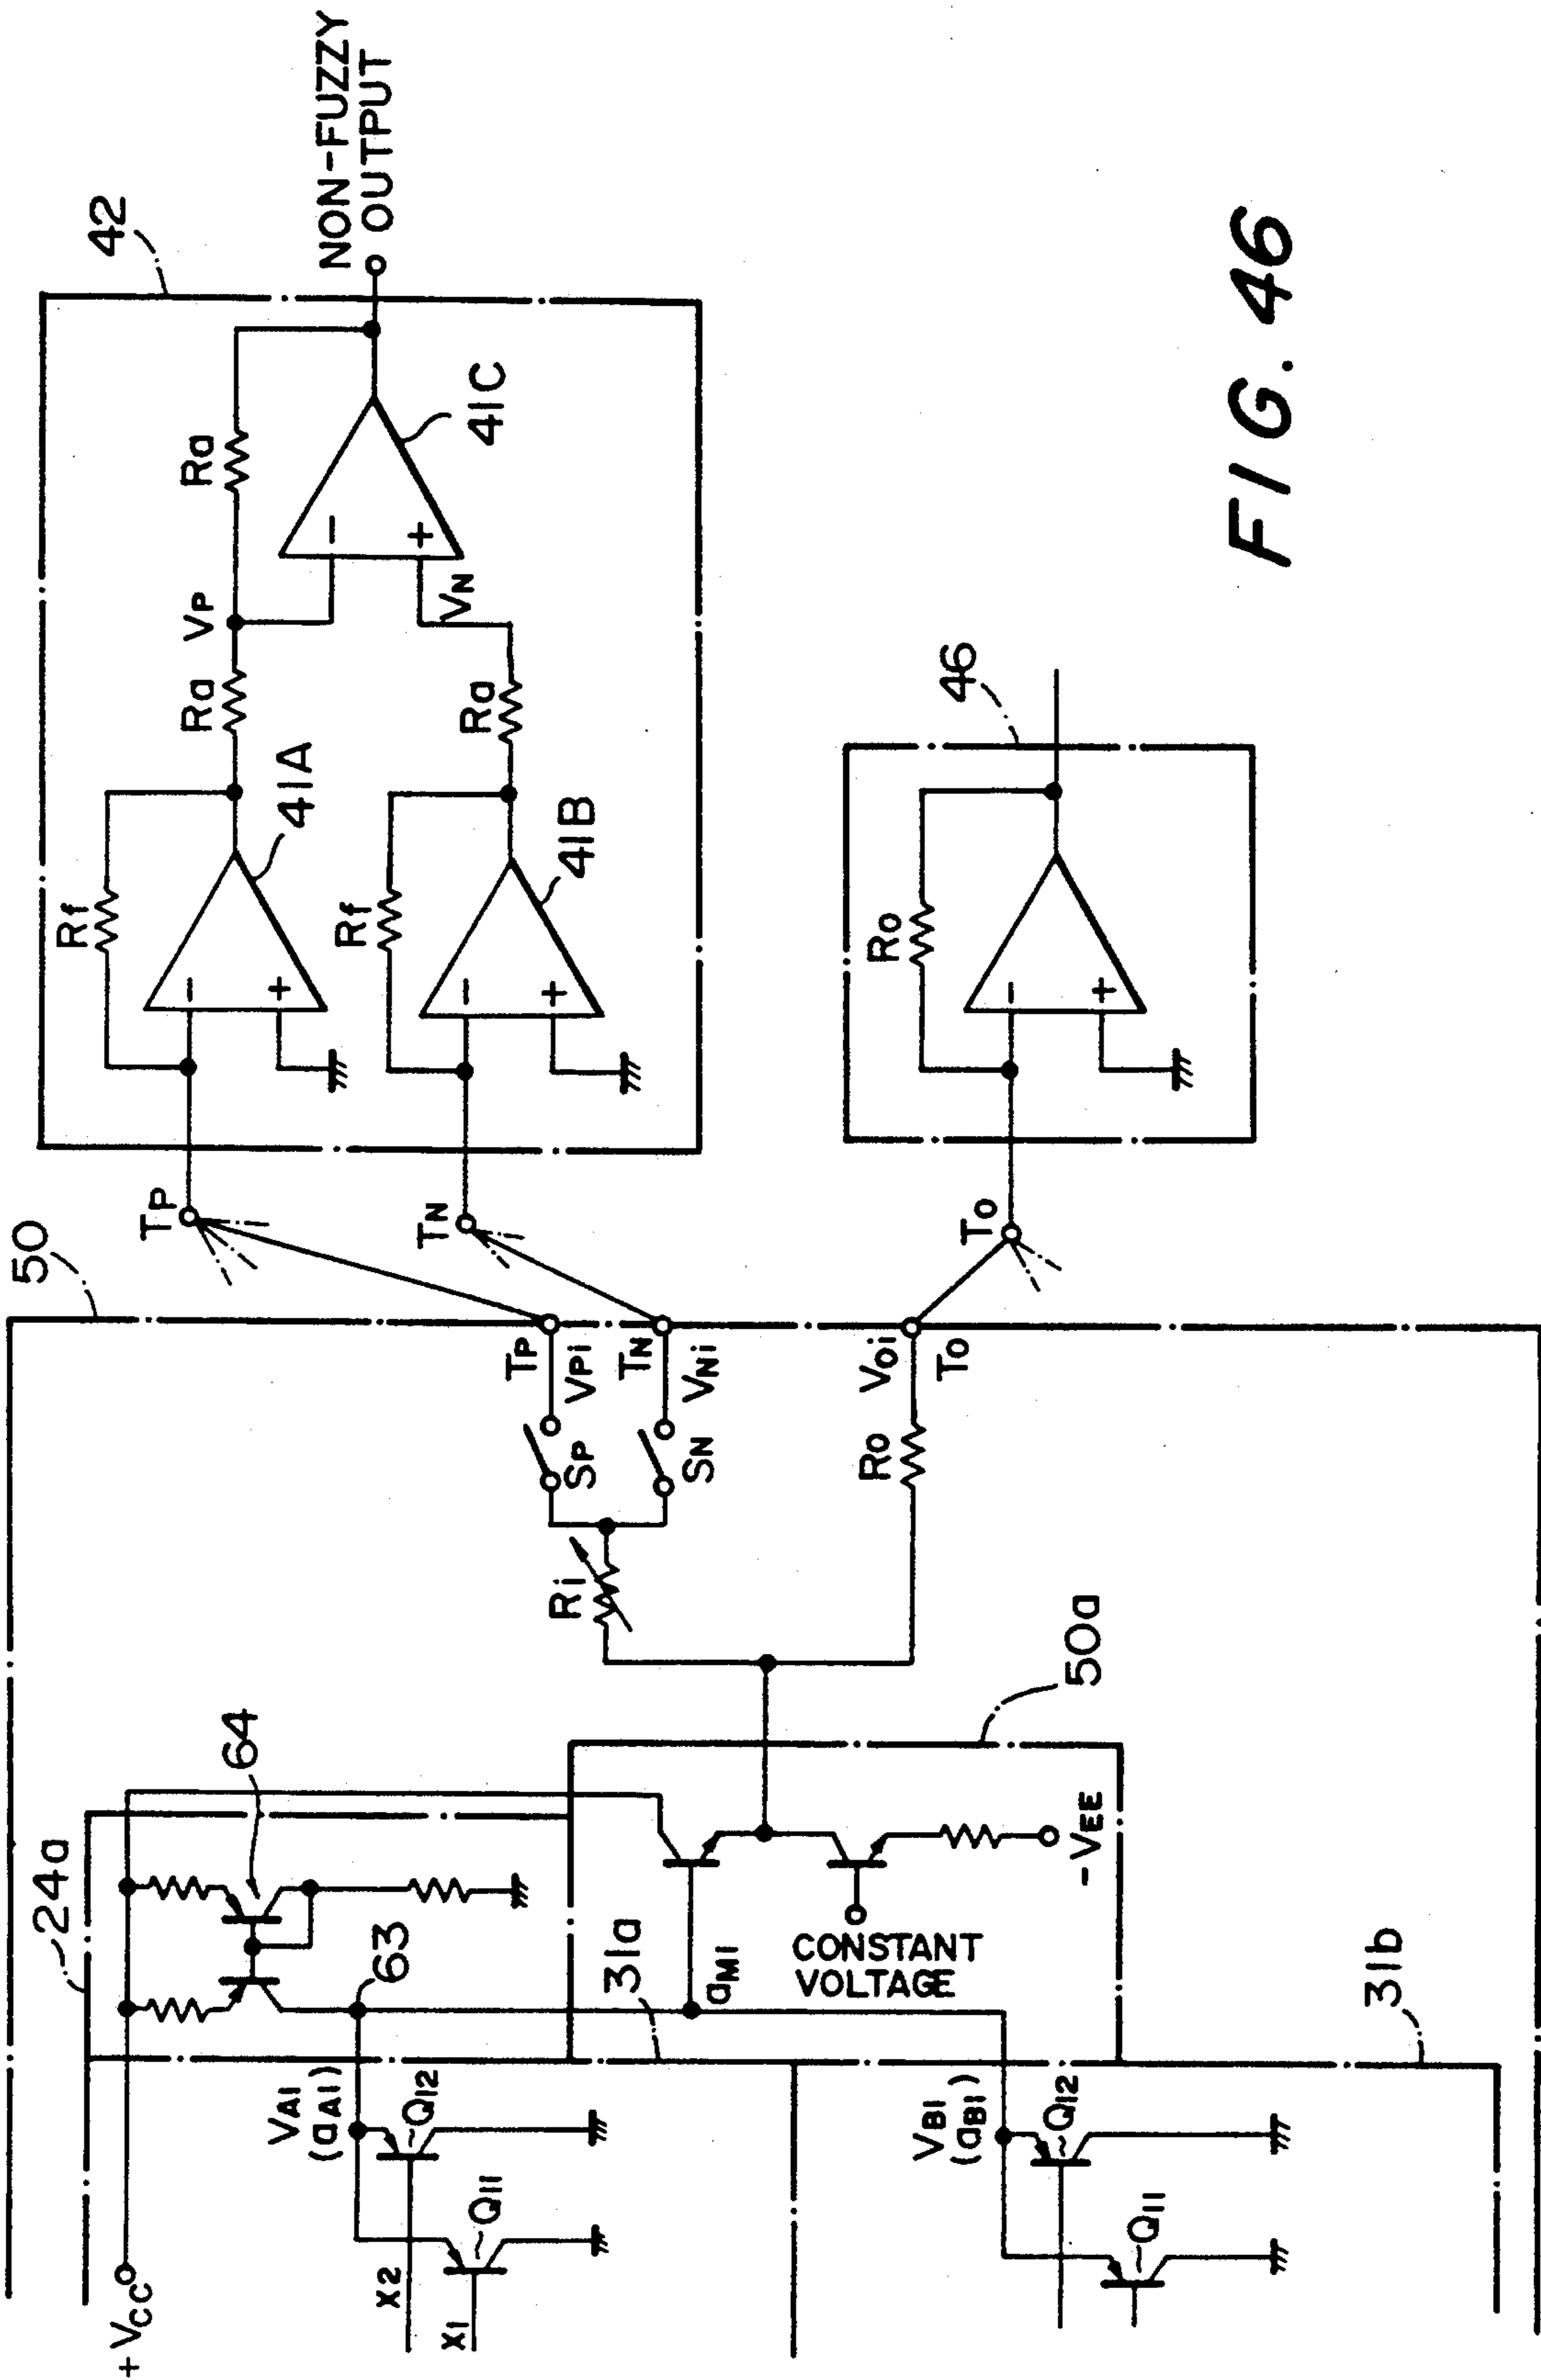 +VCC
24a
64
63
VA1
(aA1)
X2
Q12
X1
Q11
31a
aM1
CONSTANT
VOLTAGE
-VEE
50a
VB1
(aB1)
Q12
Q11
31b
50
Ri
SP
SN
TP
VPi
TN
VNi
Ro
VOi
TO
TP
TN
TO
42
Rf
41A
Ra
VP
Ra
Rf
41B
Ra
VN
41C
NON-FUZZY
OUTPUT
46
Ro
FIG. 46